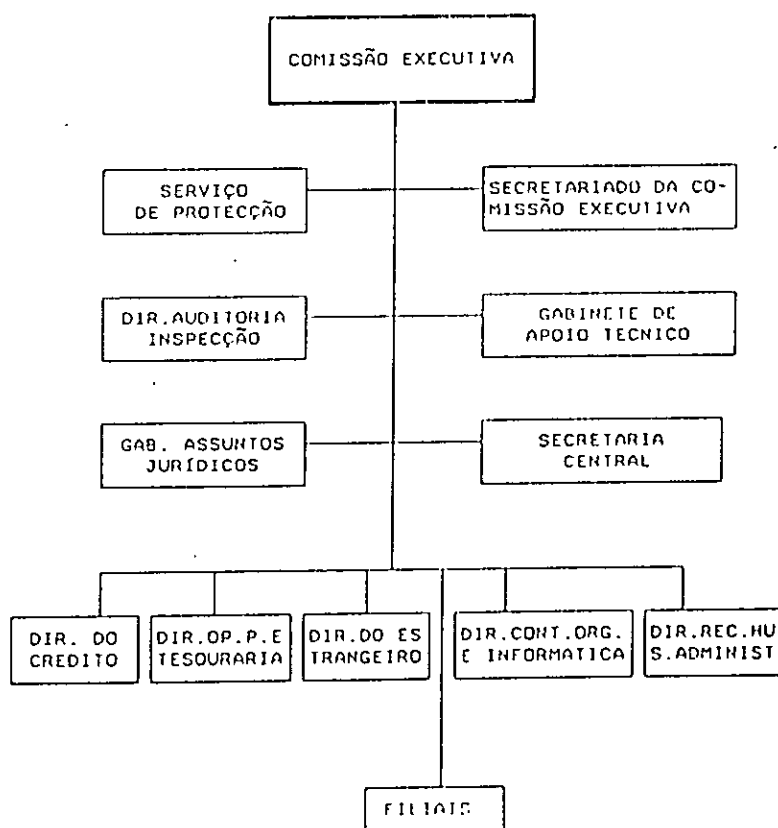 COMISSÃO EXECUTIVA
SERVIÇO
DE PROTECÇÃO
SECRETARIADO DA CO-
MISSÃO EXECUTIVA
DIR.AUDITORIA
INSPECÇÃO
GABINETE DE
APOIO TECNICO
GAB. ASSUNTOS
JURÍDICOS
SECRETARIA
CENTRAL
DIR. DO
CREDITO
DIR.OP.P.E
TESOURARIA
DIR.DO ES
TRANGEIRO
DIR.CONT.ORG.
E INFORMATICA
DIR.REC.HU
S.ADMINIST
FILIAIS